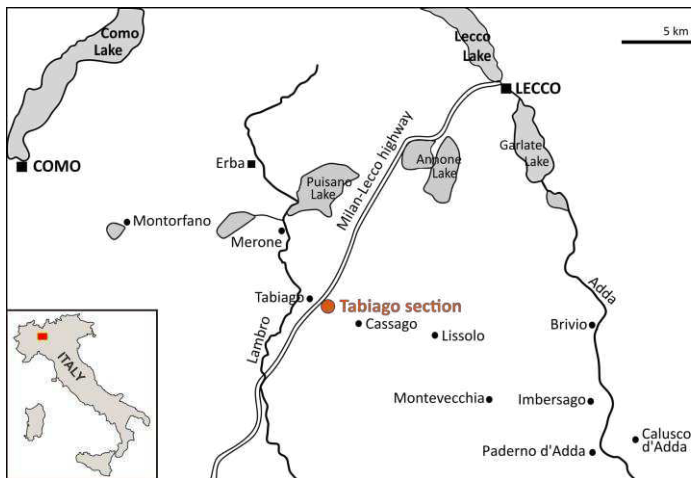 Como
Lake
Lecco
Lake
5 km
LECCO
COMO
Erba
Milan-Lecco highway
Annone
Lake
Garlate
Lake
Puisano
Lake
Montorfano
Merone
Tabiago
Tabiago section
Adda
Cassago
Lissolo
Brivio
Lambro
ITALY
Montevecchia
Imbersago
Calusco
d'Adda
Paderno d'Adda